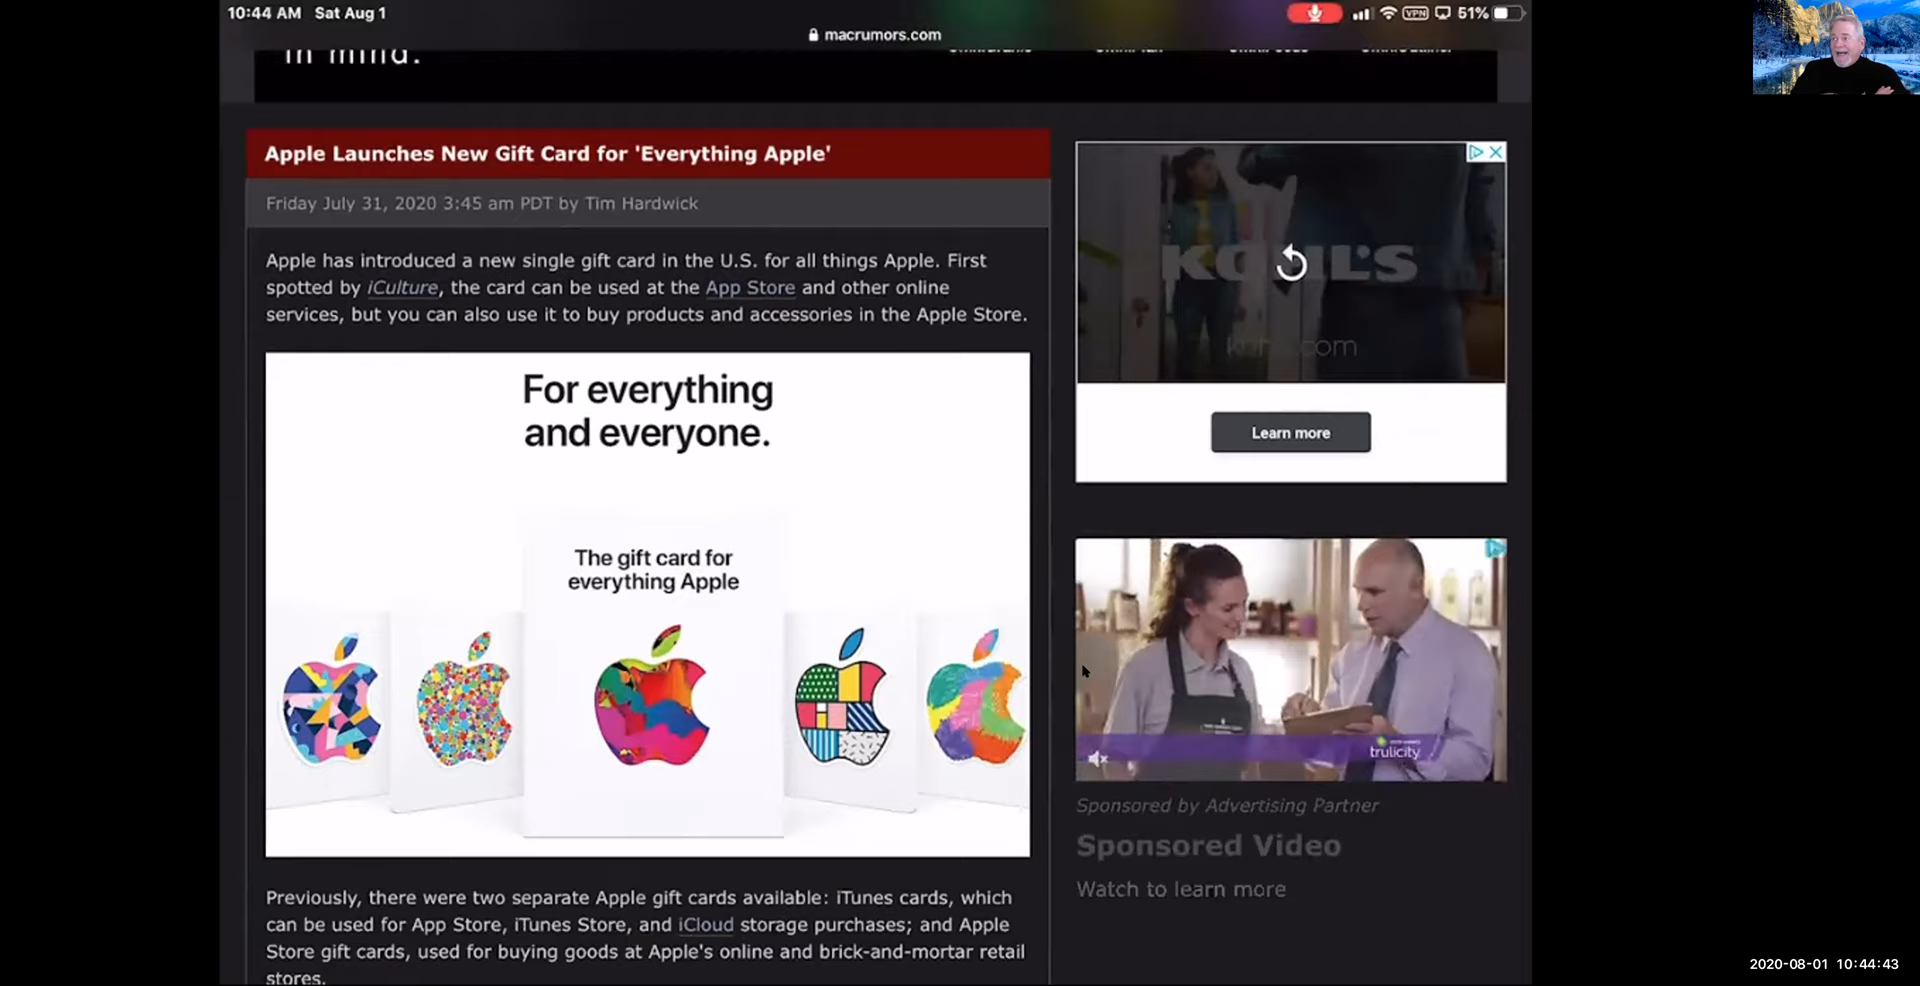 10:44 AM Sat Aug 1
VPN 51%
macrumors.com
in mind.
Apple Launches New Gift Card for 'Everything Apple'
Friday July 31, 2020 3:45 am PDT by Tim Hardwick
Apple has introduced a new single gift card in the U.S. for all things Apple. First
spotted by iCulture, the card can be used at the App Store and other online
services, but you can also use it to buy products and accessories in the Apple Store.
For everything
and everyone.
The gift card for
everything Apple
Previously, there were two separate Apple gift cards available: iTunes cards, which
can be used for App Store, iTunes Store, and iCloud storage purchases; and Apple
Store gift cards, used for buying goods at Apple's online and brick-and-mortar retail
stores.
KOHL'S
Learn more
trulicity
Sponsored by Advertising Partner
Sponsored Video
Watch to learn more
2020-08-01 10:44:43